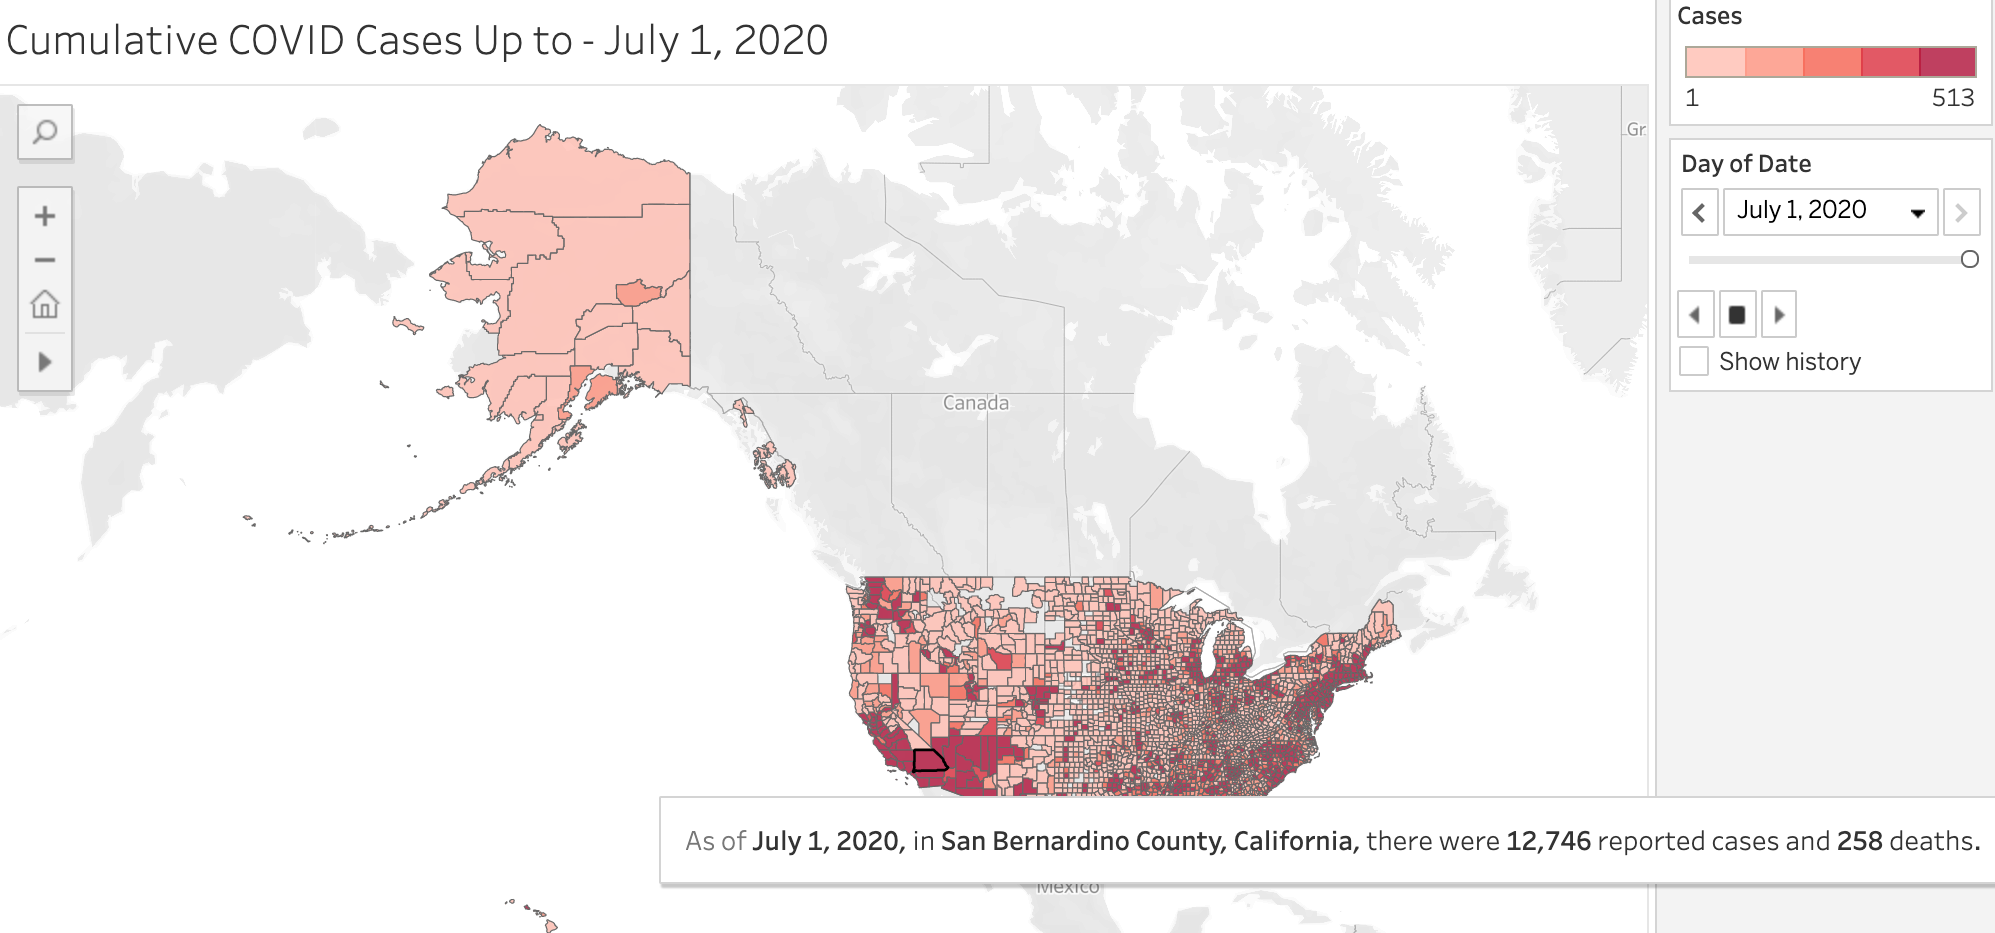 Cumulative COVID Cases Up to - July 1, 2020
Cases
1 513
Day of Date
July 1, 2020
Show history
Gr
Canada
As of July 1, 2020, in San Bernardino County, California, there were 12,746 reported cases and 258 deaths.
Mexico